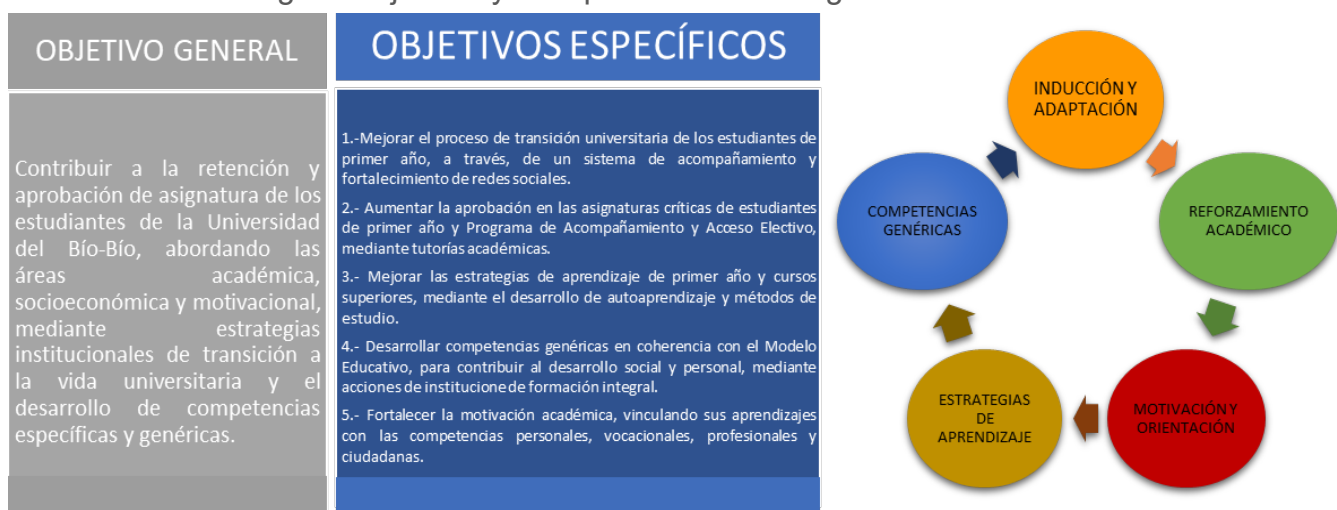 OBJETIVO GENERAL
Contribuir a la retención y
aprobación de asignatura de los
estudiantes de la Universidad
del Bío-Bío, abordando las
áreas académica,
socioeconómica y motivacional,
mediante estrategias
institucionales de transición a
la vida universitaria y el
desarrollo de competencias
específicas y genéricas.
OBJETIVOS ESPECÍFICOS
1.-Mejorar el proceso de transición universitaria de los estudiantes de
primer año, a través, de un sistema de acompañamiento y
fortalecimiento de redes sociales.
2.- Aumentar la aprobación en las asignaturas críticas de estudiantes
de primer año y Programa de Acompañamiento y Acceso Electivo,
mediante tutorías académicas.
3.- Mejorar las estrategias de aprendizaje de primer año y cursos
superiores, mediante el desarrollo de autoaprendizaje y métodos de
estudio.
4.- Desarrollar competencias genéricas en coherencia con el Modelo
Educativo, para contribuir al desarrollo social y personal, mediante
acciones de institucione de formación integral.
5.- Fortalecer la motivación académica, vinculando sus aprendizajes
con las competencias personales, vocacionales, profesionales y
ciudadanas.
INDUCCIÓN Y
ADAPTACIÓN
REFORZAMIENTO
ACADÉMICO
MOTIVACIÓN Y
ORIENTACIÓN
ESTRATEGIAS
DE
APRENDIZAJE
COMPETENCIAS
GENÉRICAS